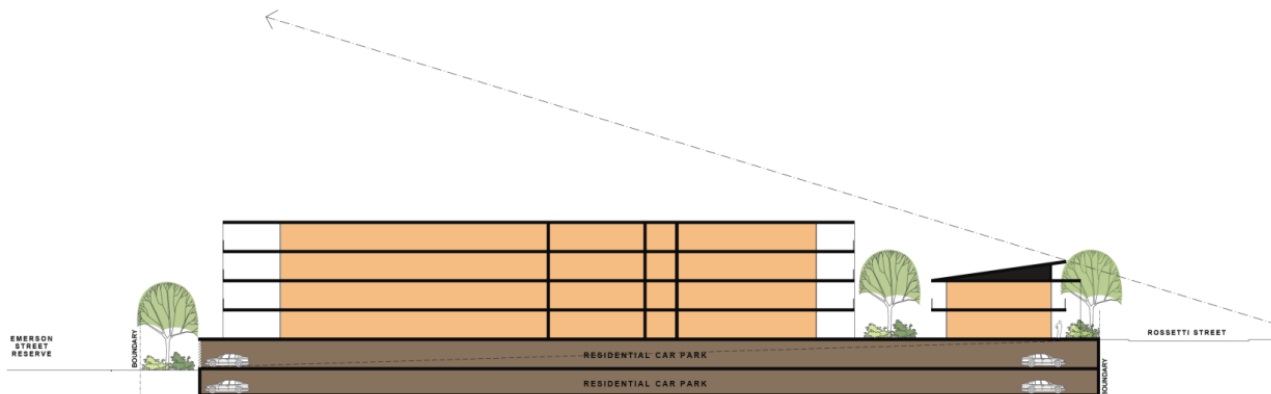 EMERSON
STREET
RESERVE
BOUNDARY
RESIDENTIAL CAR PARK
RESIDENTIAL CAR PARK
BOUNDARY
ROSSETTI STREET